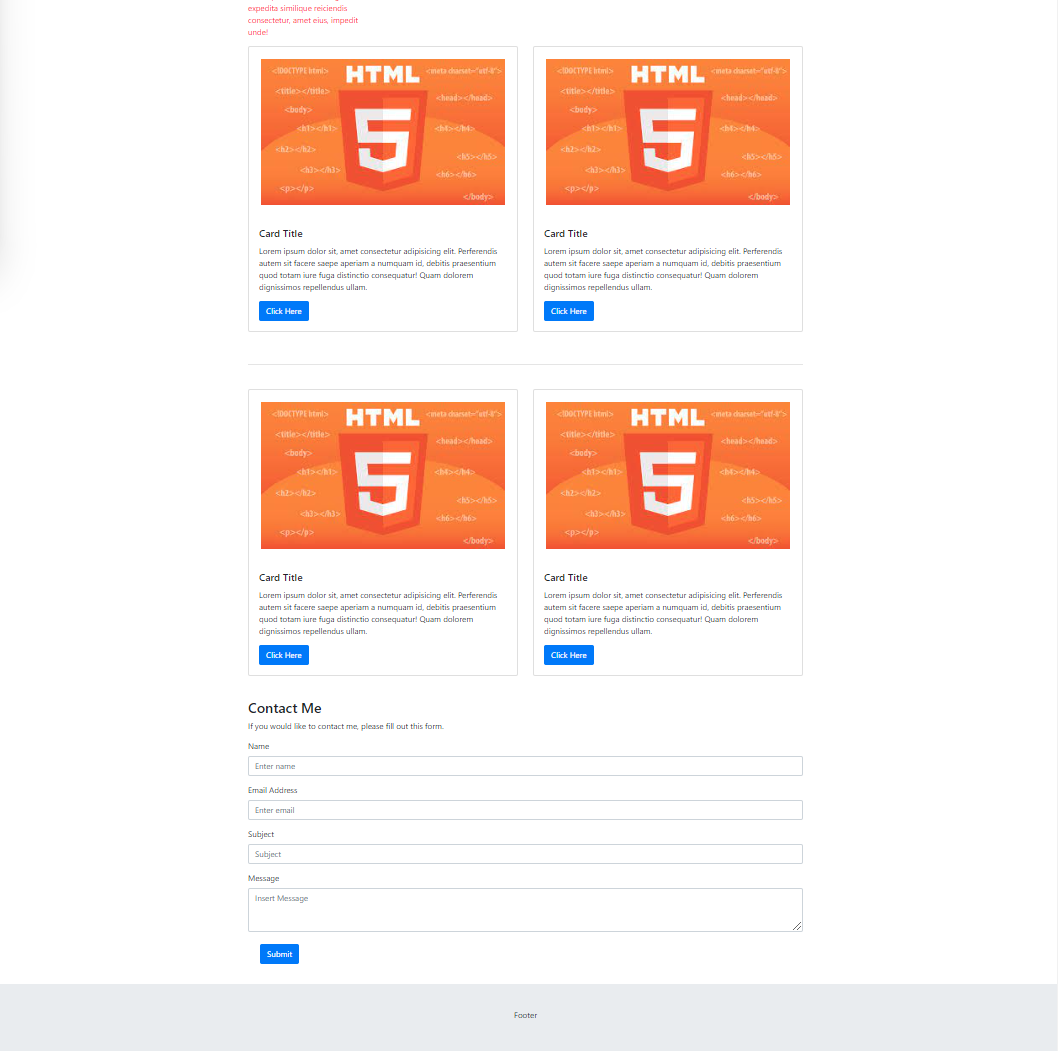 expedita similique reiciendis
consectetur, amet eius, impedit
unde!
<!DOCTYPE html> HTML <meta charset="utf-8">
<title></title>
<head></head>
<body>
5
<h1></h1>
<h4></h4>
<h2></h2>
<h5></h5>
<h3></h3>
<h6></h6>
<p></p>
</body>
Card Title
Lorem ipsum dolor sit, amet consectetur adipisicing elit. Perferendis
autem sit facere saepe aperiam a numquam id, debitis praesentium
quod totam iure fuga distinctio consequatur! Quam dolorem
dignissimos repellendus ullam.
Click Here
<!DOCTYPE html> HTML <meta charset="utf-8">
<title></title>
<head></head>
<body>
5
<h1></h1>
<h4></h4>
<h2></h2>
<h5></h5>
<h3></h3>
<h6></h6>
<p></p>
</body>
Card Title
Lorem ipsum dolor sit, amet consectetur adipisicing elit. Perferendis
autem sit facere saepe aperiam a numquam id, debitis praesentium
quod totam iure fuga distinctio consequatur! Quam dolorem
dignissimos repellendus ullam.
Click Here
<!DOCTYPE html> HTML <meta charset="utf-8">
<title></title>
<head></head>
<body>
5
<h1></h1>
<h4></h4>
<h2></h2>
<h5></h5>
<h3></h3>
<h6></h6>
<p></p>
</body>
Card Title
Lorem ipsum dolor sit, amet consectetur adipisicing elit. Perferendis
autem sit facere saepe aperiam a numquam id, debitis praesentium
quod totam iure fuga distinctio consequatur! Quam dolorem
dignissimos repellendus ullam.
Click Here
<!DOCTYPE html> HTML <meta charset="utf-8">
<title></title>
<head></head>
<body>
5
<h1></h1>
<h4></h4>
<h2></h2>
<h5></h5>
<h3></h3>
<h6></h6>
<p></p>
</body>
Card Title
Lorem ipsum dolor sit, amet consectetur adipisicing elit. Perferendis
autem sit facere saepe aperiam a numquam id, debitis praesentium
quod totam iure fuga distinctio consequatur! Quam dolorem
dignissimos repellendus ullam.
Click Here
Contact Me
If you would like to contact me, please fill out this form.
Name
Enter name
Email Address
Enter email
Subject
Subject
Message
Insert Message
Submit
Footer